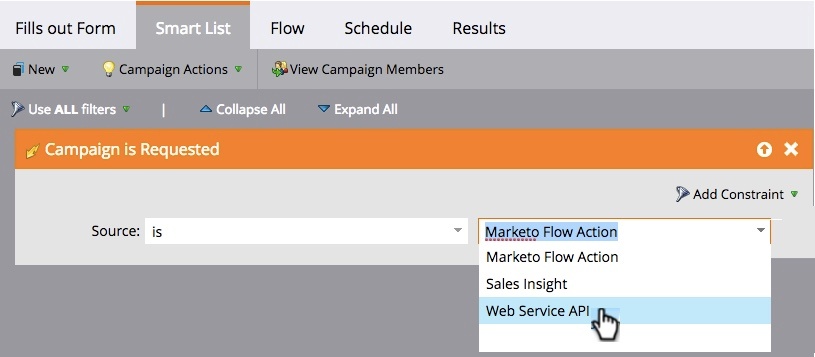 Fills out Form Smart List Flow Schedule Results
New Campaign Actions View Campaign Members
Use ALL filters | Collapse All Expand All
Campaign is Requested
Add Constraint
Source: is Marketo Flow Action
Marketo Flow Action
Sales Insight
Web Service API